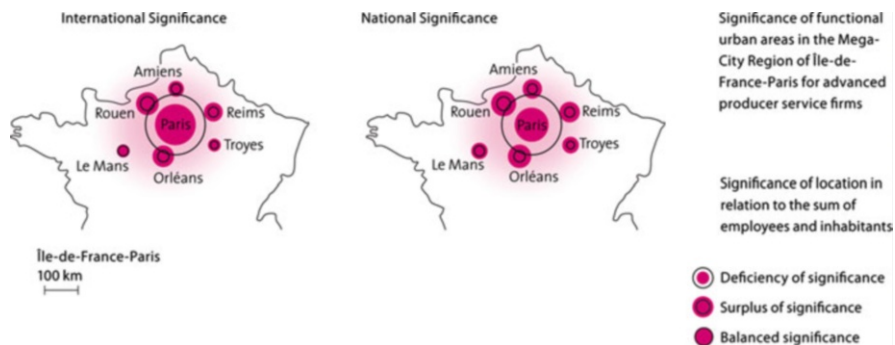 International Significance
Amiens
Rouen
Reims
Paris
Troyes
Le Mans
Orléans
Île-de-France-Paris
100 km
National Significance
Amiens
Rouen
Reims
Paris
Troyes
Le Mans
Orléans
Significance of functional
urban areas in the Mega-
City Region of Île-de-
France-Paris for advanced
producer service firms
Significance of location in
relation to the sum of
employees and inhabitants
Deficiency of significance
Surplus of significance
Balanced significance